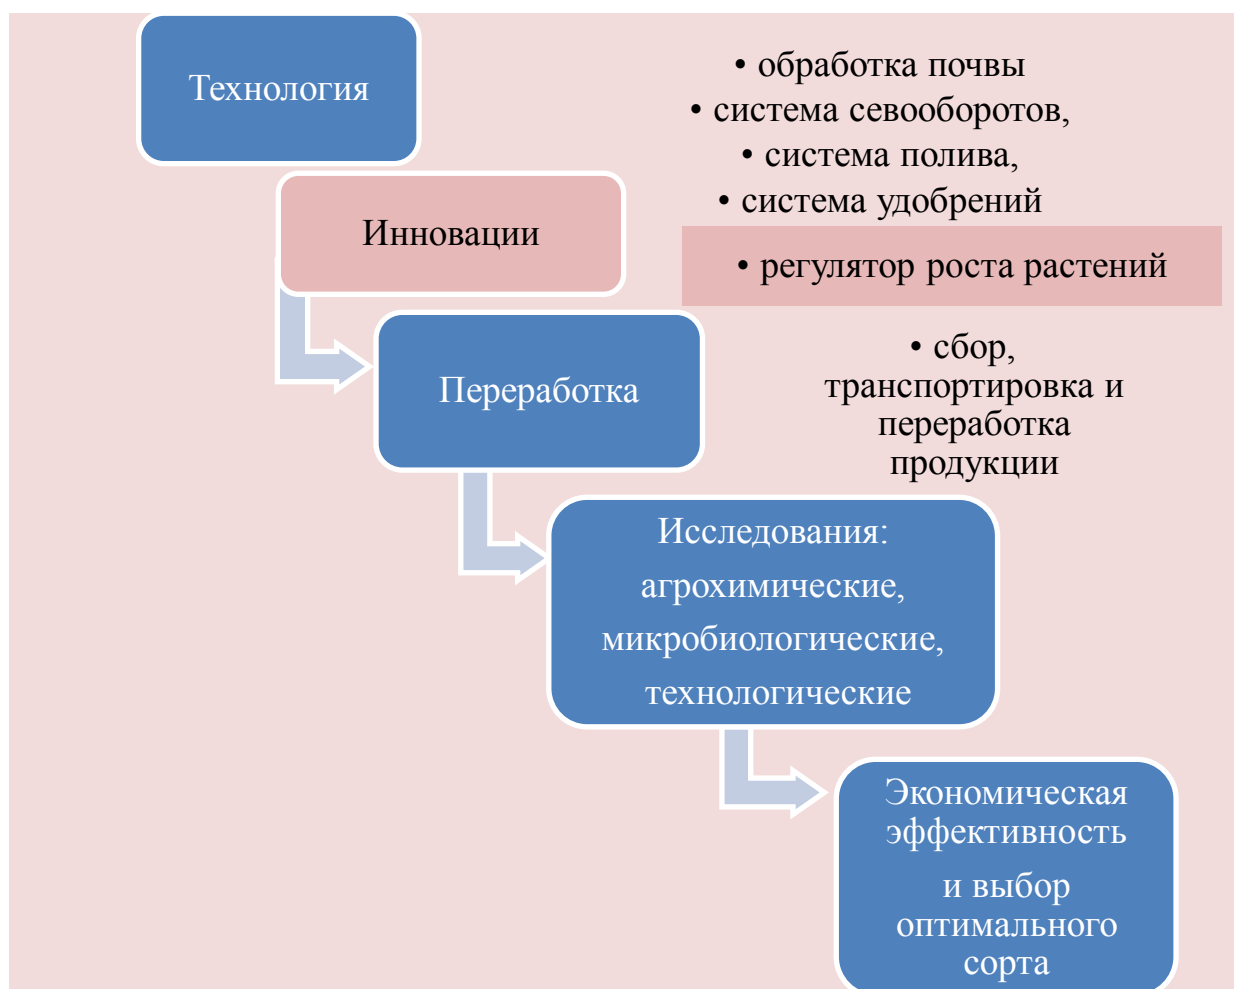 Технология
• обработка почвы
• система севооборотов,
• система полива,
• система удобрений
Инновации
• регулятор роста растений
Переработка
• сбор,
транспортировка и
переработка
продукции
Исследования:
агрохимические,
микробиологические,
технологические
Экономическая
эффективность
и выбор
оптимального
сорта